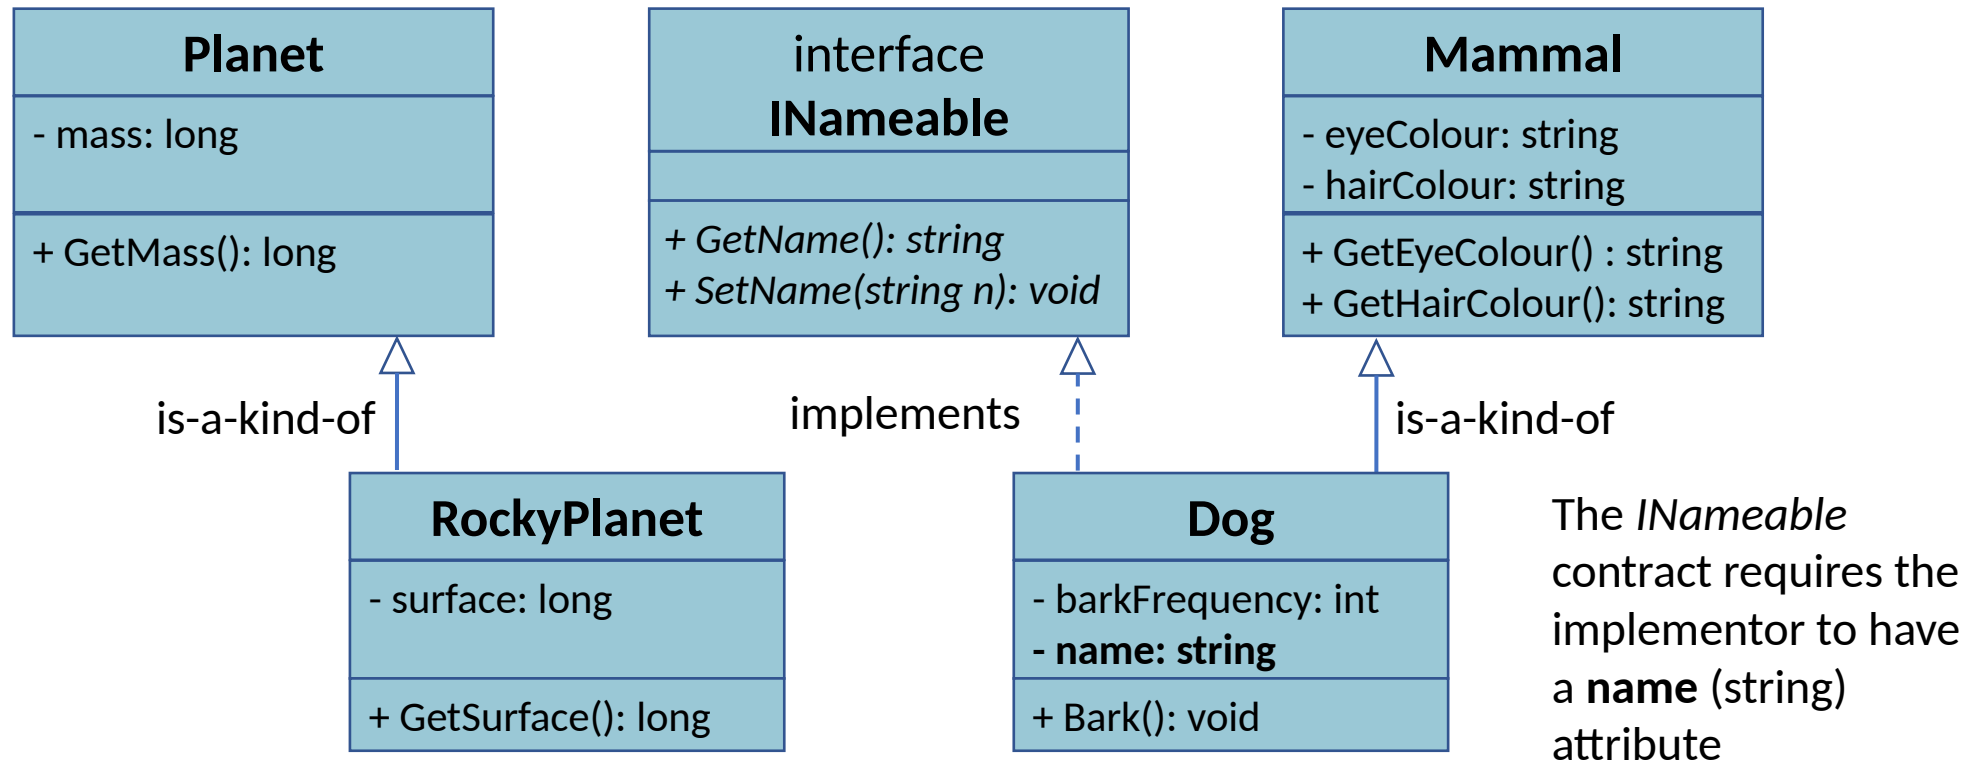 Planet
- mass: long
+ GetMass(): long
interface
INameable
+ GetName(): string
+ SetName(string n): void
Mammal
- eyeColour: string
- hairColour: string
+ GetEyeColour() : string
+ GetHairColour(): string
is-a-kind-of
implements
is-a-kind-of
RockyPlanet
- surface: long
+ GetSurface(): long
Dog
- barkFrequency: int
- name: string
+ Bark(): void
The INameable
contract requires the
implementor to have
a name (string)
attribute